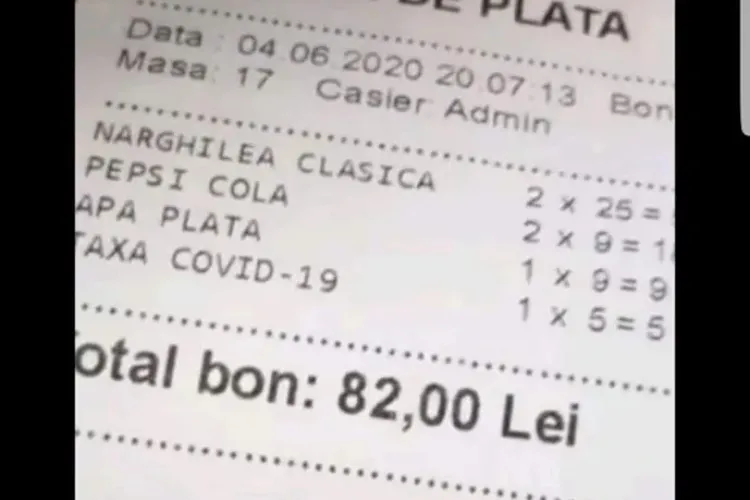 DE PLATA
Data : 04.06.2020 20:07:13 Bon
Masa: 17 Casier: Admin
NARGHILEA CLASICA 2 x 25 =
PEPSI COLA 2 x 9 = 1
APA PLATA 1 x 9 = 9
TAXA COVID-19 1 x 5 = 5
otal bon: 82,00 Lei